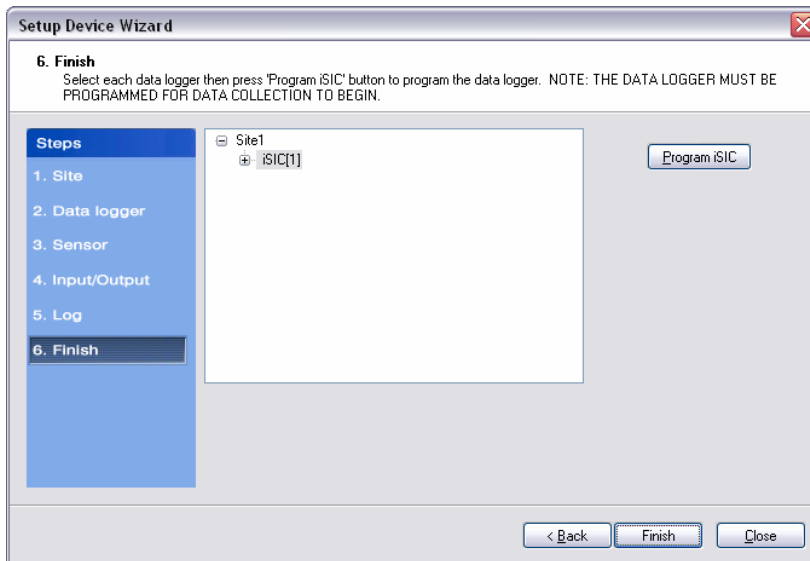 Setup Device Wizard
6. Finish
Select each data logger then press 'Program iSIC' button to program the data logger. NOTE: THE DATA LOGGER MUST BE
PROGRAMMED FOR DATA COLLECTION TO BEGIN.
Steps
1. Site
2. Data logger
3. Sensor
4. Input/Output
5. Log
6. Finish
Site1
iSIC[1]
Program iSIC
< Back
Finish
Close